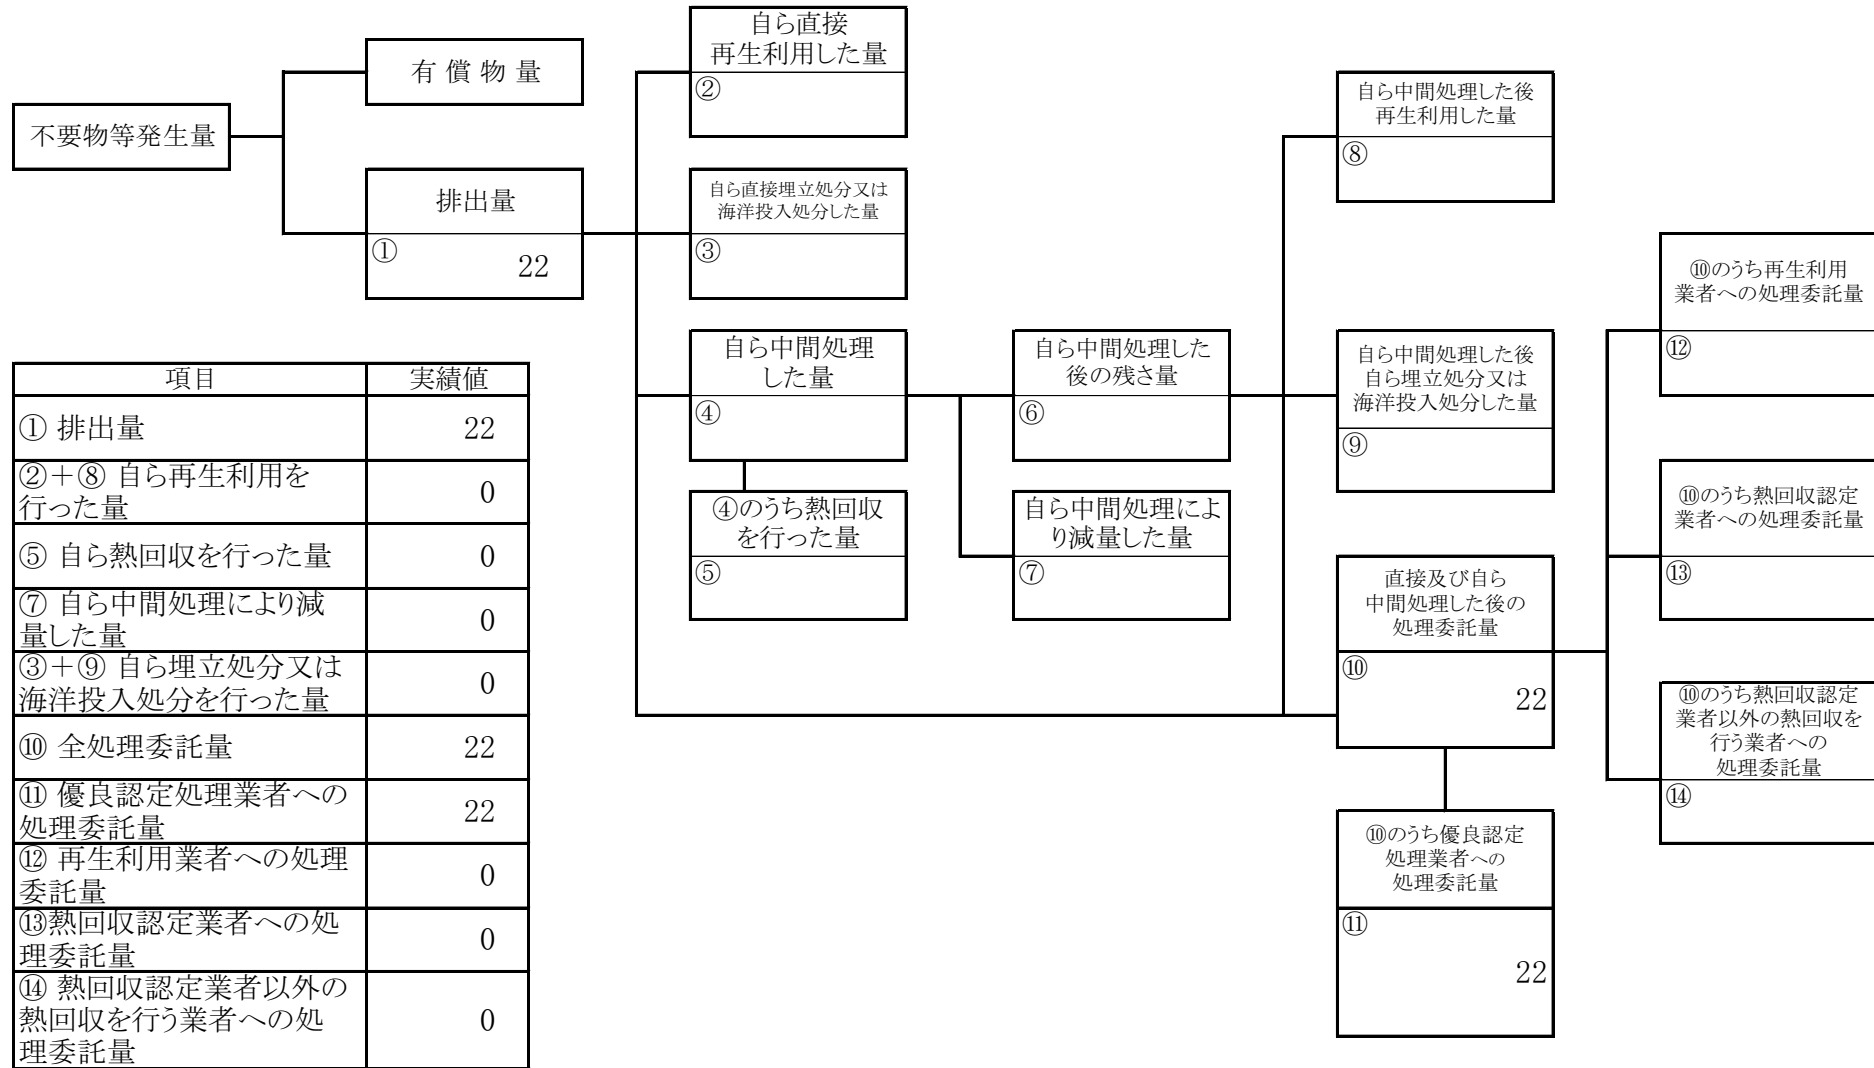 不要物等発生量
有償物量
排出量
①
22
自ら直接
再生利用した量
②
自ら直接埋立処分又は
海洋投入処分した量
③
自ら中間処理
した量
④
④のうち熱回収
を行った量
⑤
自ら中間処理した
後の残さ量
⑥
自ら中間処理によ
り減量した量
⑦
自ら中間処理した後
再生利用した量
⑧
自ら中間処理した後
自ら埋立処分又は
海洋投入処分した量
⑨
直接及び自ら
中間処理した後の
処理委託量
⑩
22
⑩のうち優良認定
処理業者への
処理委託量
⑪
22
⑩のうち再生利用
業者への処理委託量
⑫
⑩のうち熱回収認定
業者への処理委託量
⑬
⑩のうち熱回収認定
業者以外の熱回収を
行う業者への
処理委託量
⑭
項目 実績値
① 排出量 22
②+⑧ 自ら再生利用を
行った量 0
⑤ 自ら熱回収を行った量 0
⑦ 自ら中間処理により減
量した量 0
③+⑨ 自ら埋立処分又は
海洋投入処分を行った量 0
⑩ 全処理委託量 22
⑪ 優良認定処理業者への
処理委託量 22
⑫ 再生利用業者への処理
委託量 0
⑬熱回収認定業者への処
理委託量 0
⑭ 熱回収認定業者以外の
熱回収を行う業者への処
理委託量 0